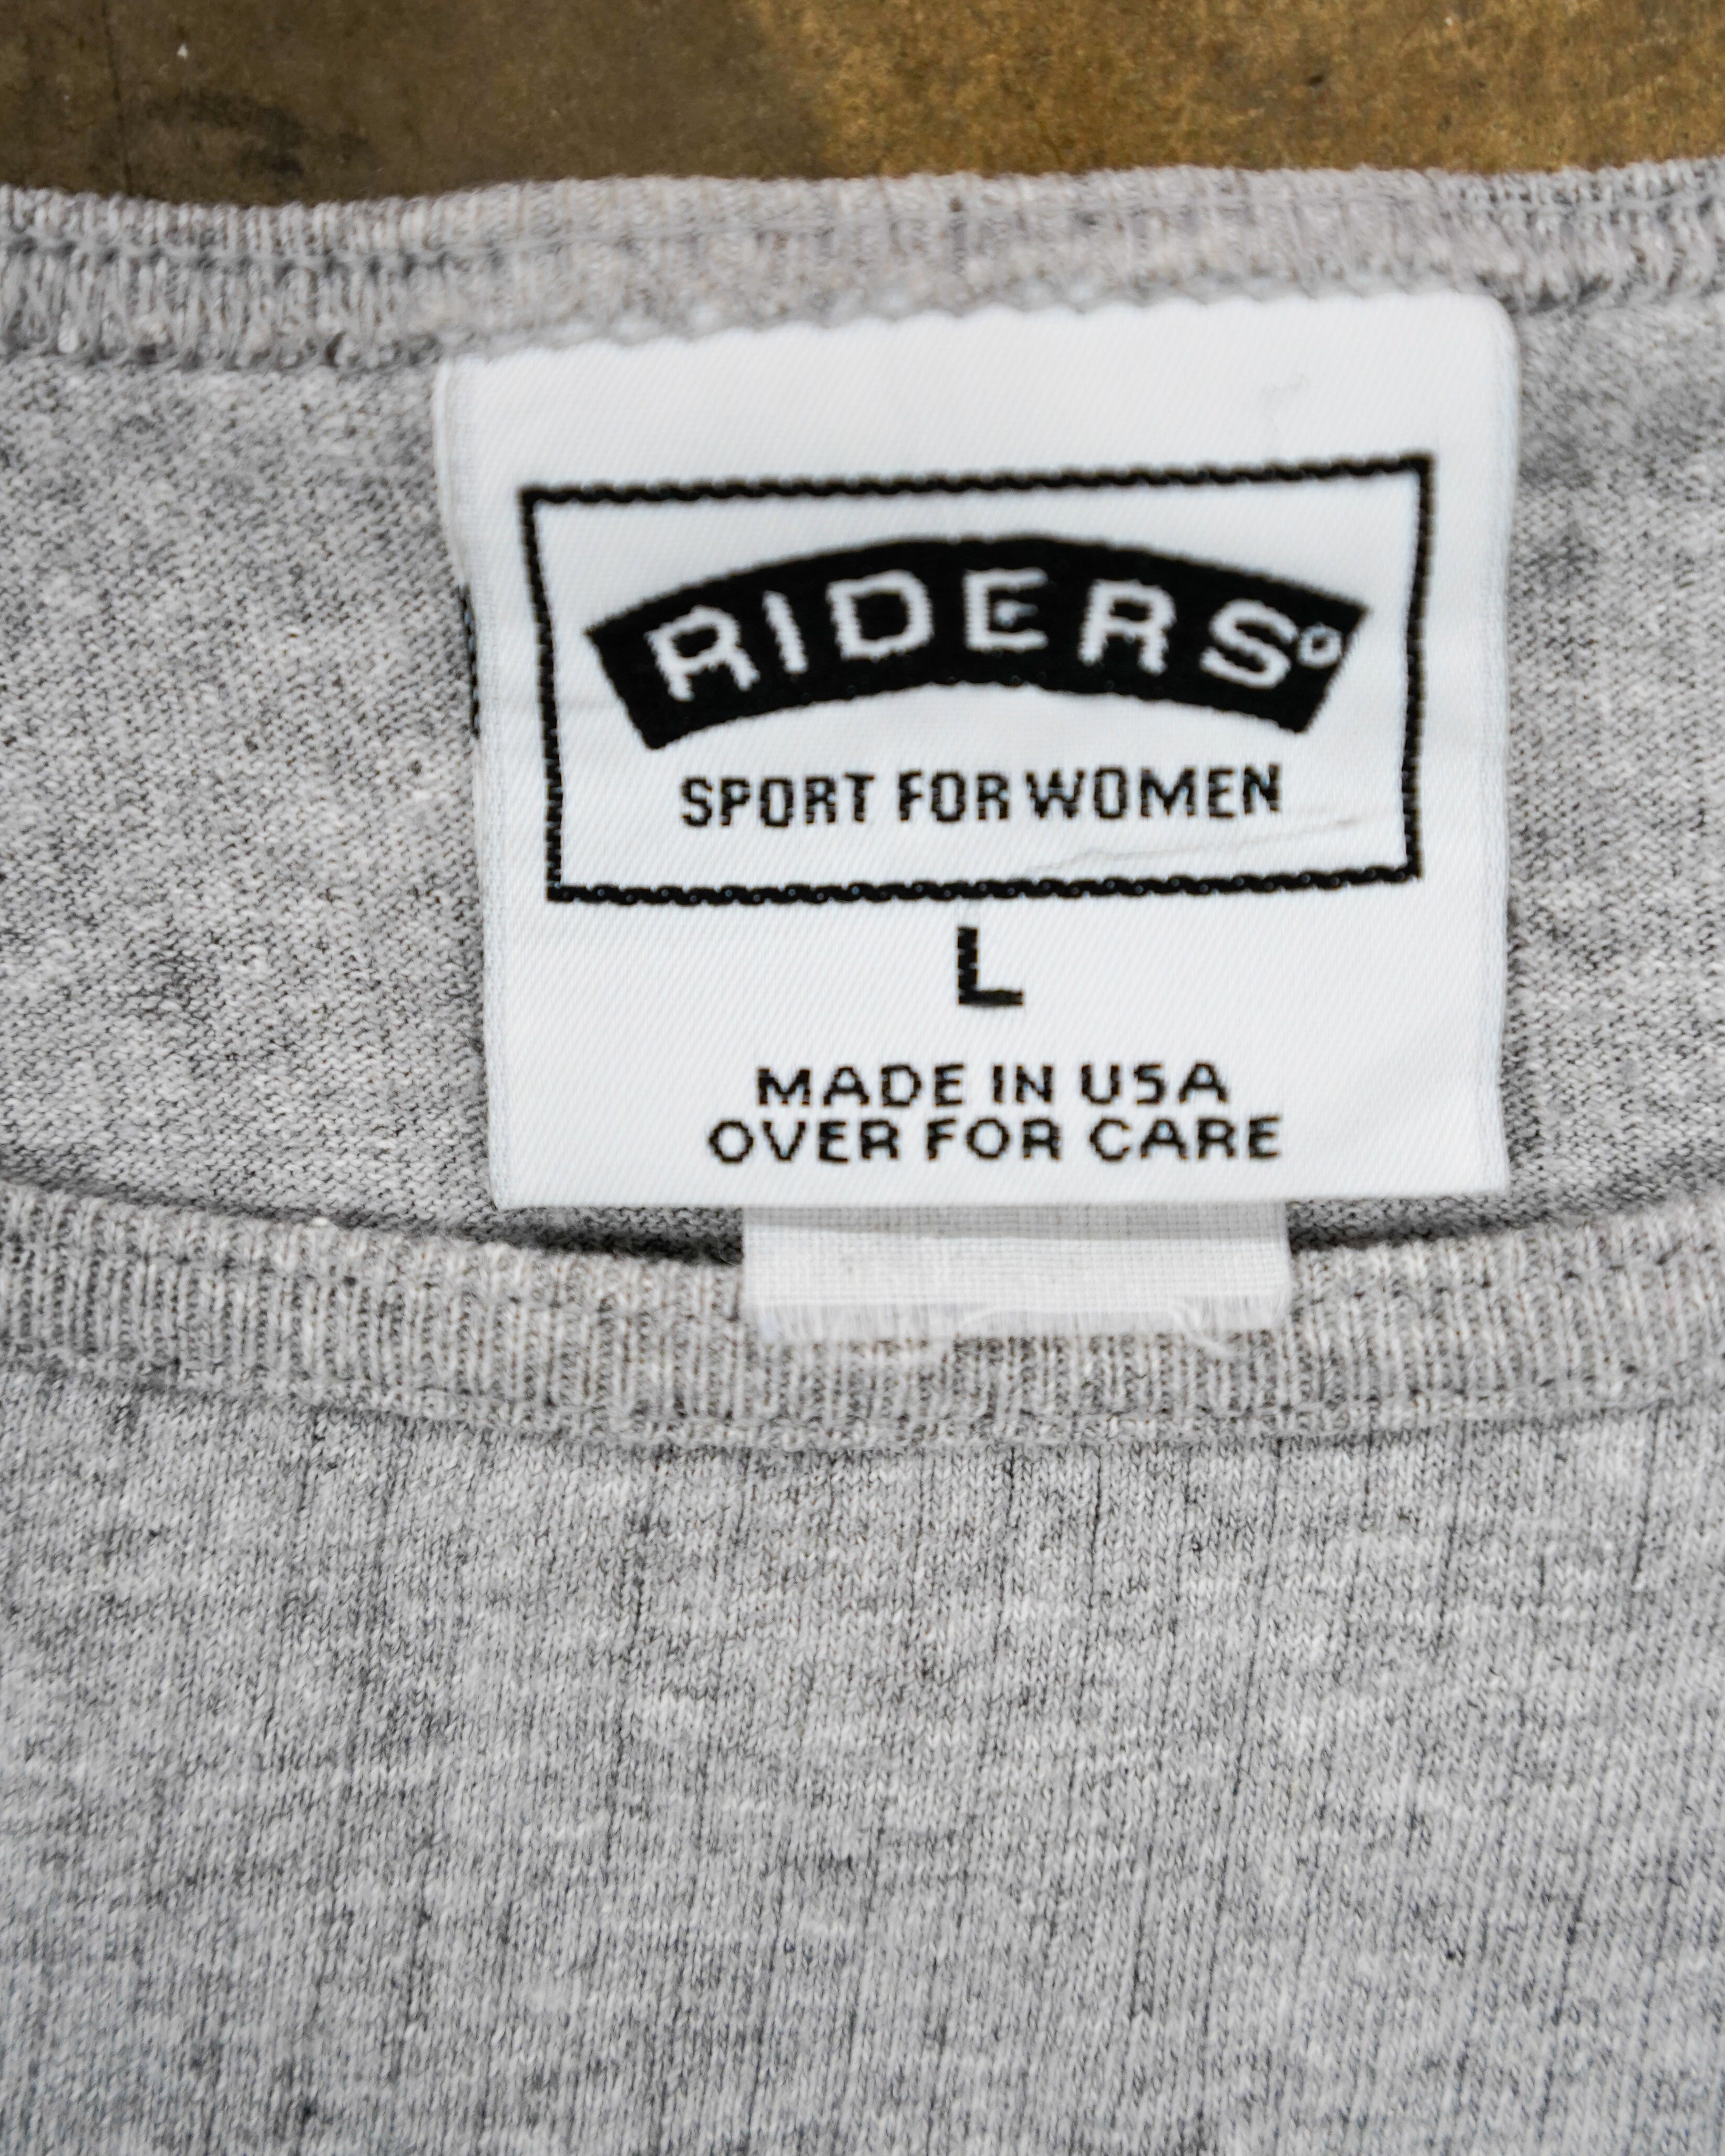 RIDERS®
SPORT FOR WOMEN
L
MADE IN USA
OVER FOR CARE